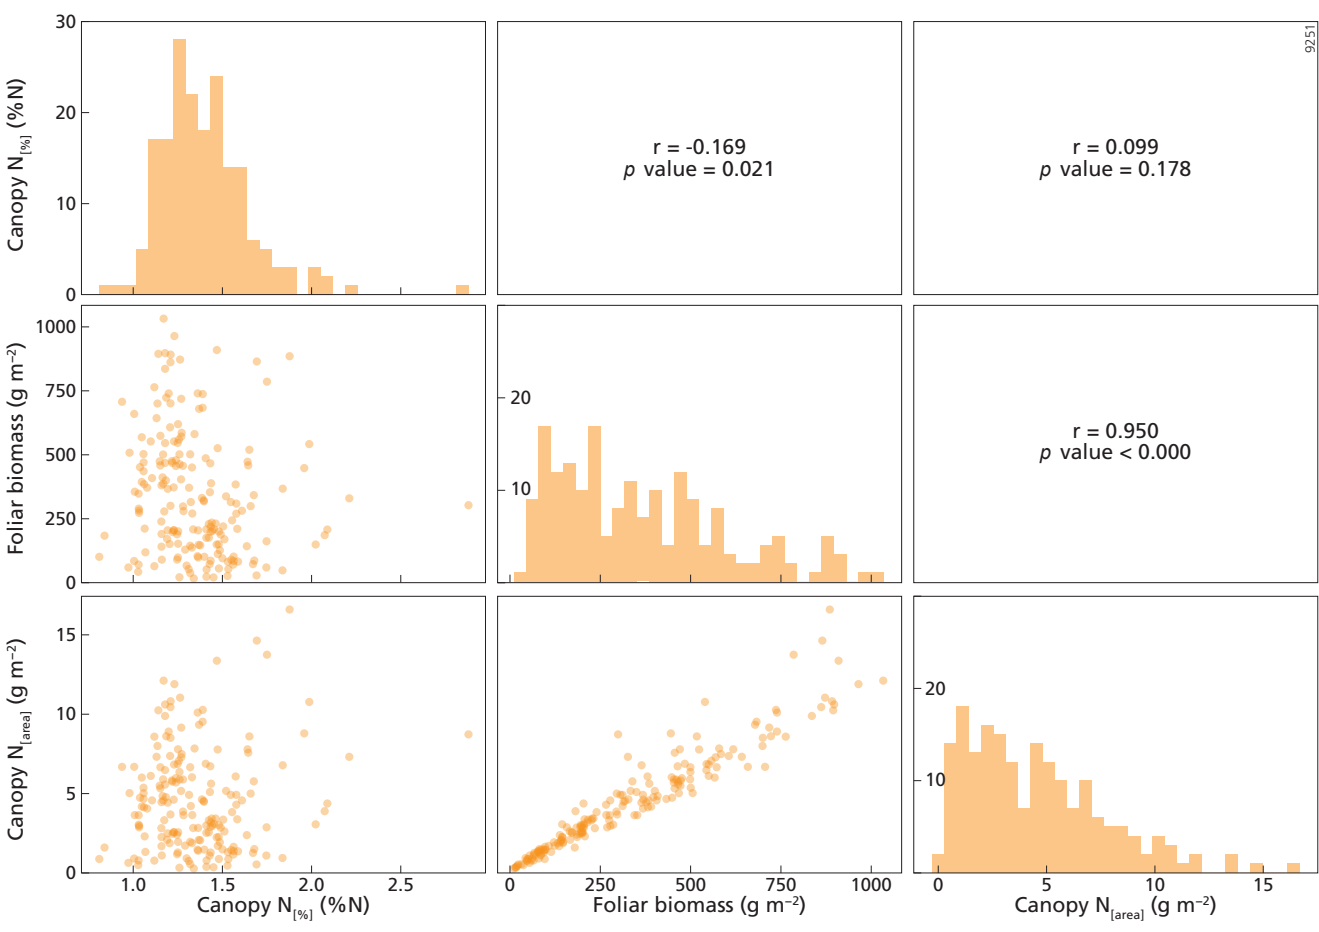 30
20
10
0
Canopy N[%] (%N)
r = -0.169
p value = 0.021
r = 0.099
p value = 0.178
9251
1000
750
500
250
0
Foliar biomass (g m−2)
20
10
r = 0.950
p value < 0.000
15
10
5
0
Canopy N[area] (g m−2)
20
10
1.0 1.5 2.0 2.5
Canopy N[%] (%N)
0 250 500 750 1000
Foliar biomass (g m−2)
0 5 10 15
Canopy N[area] (g m−2)